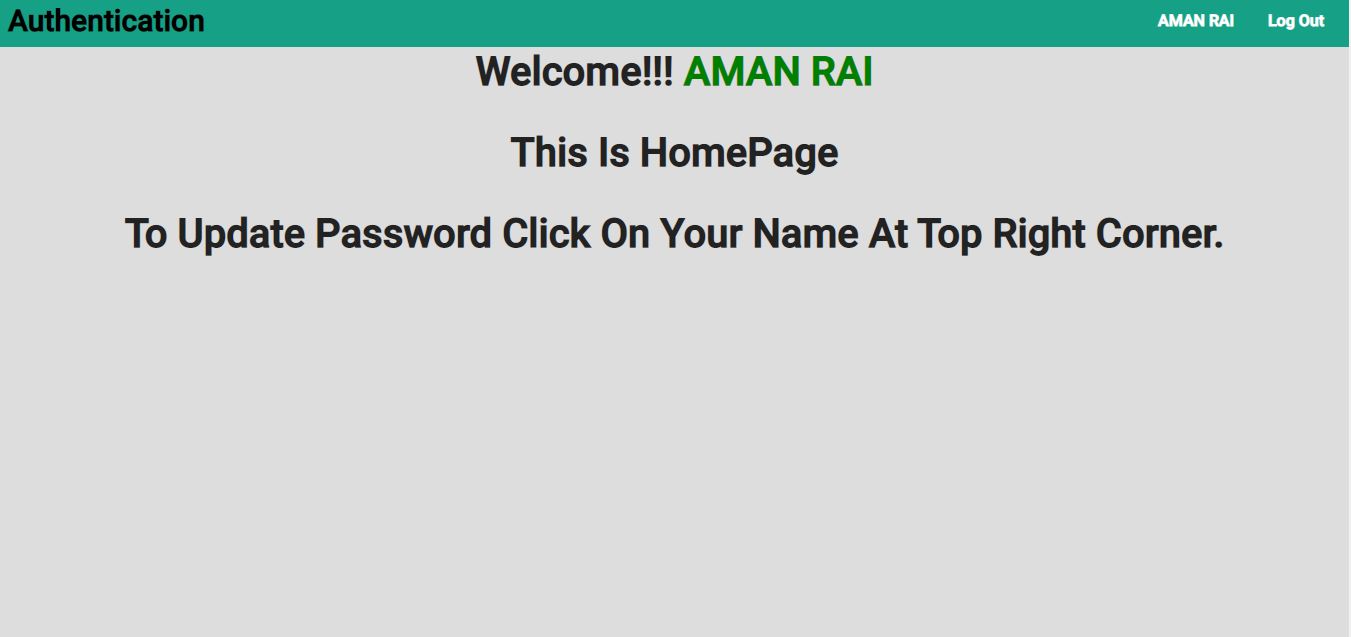 Authentication
AMAN RAI
Log Out
Welcome!!! AMAN RAI
This Is HomePage
To Update Password Click On Your Name At Top Right Corner.